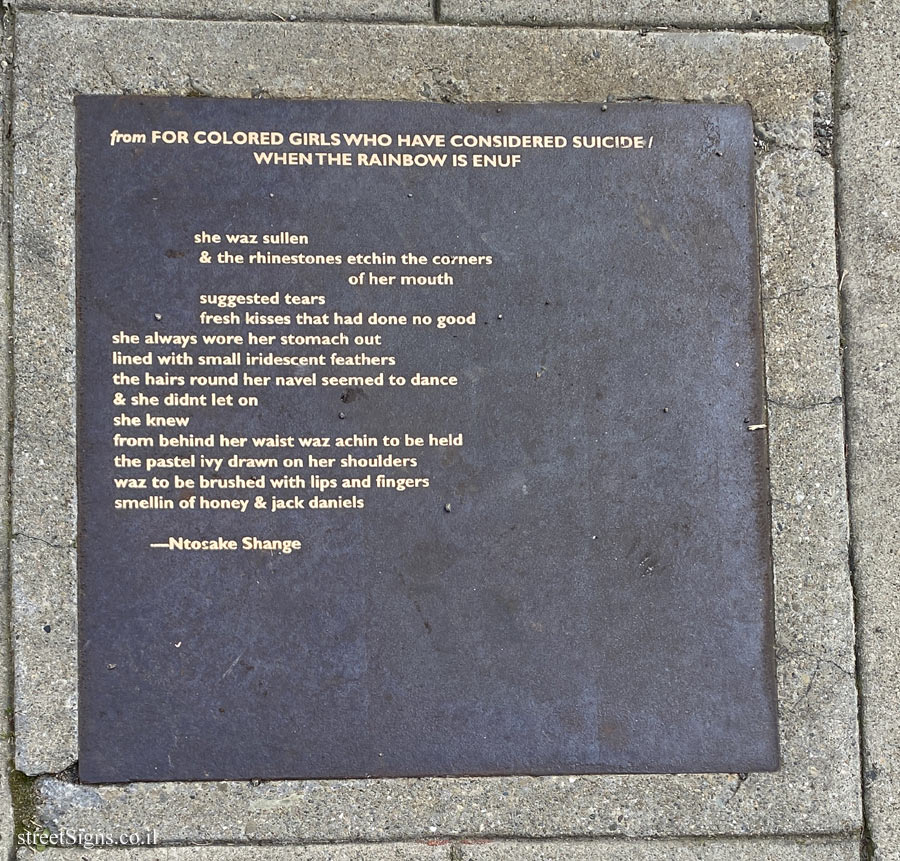 from FOR COLORED GIRLS WHO HAVE CONSIDERED SUICIDE /
WHEN THE RAINBOW IS ENUF
she waz sullen
& the rhinestones etchin the corners
of her mouth
suggested tears
fresh kisses that had done no good
she always wore her stomach out
lined with small iridescent feathers
the hairs round her navel seemed to dance
& she didnt let on
she knew
from behind her waist waz achin to be held
the pastel ivy drawn on her shoulders
waz to be brushed with lips and fingers
smellin of honey & jack daniels
—Ntosake Shange
streetSigns.co.il